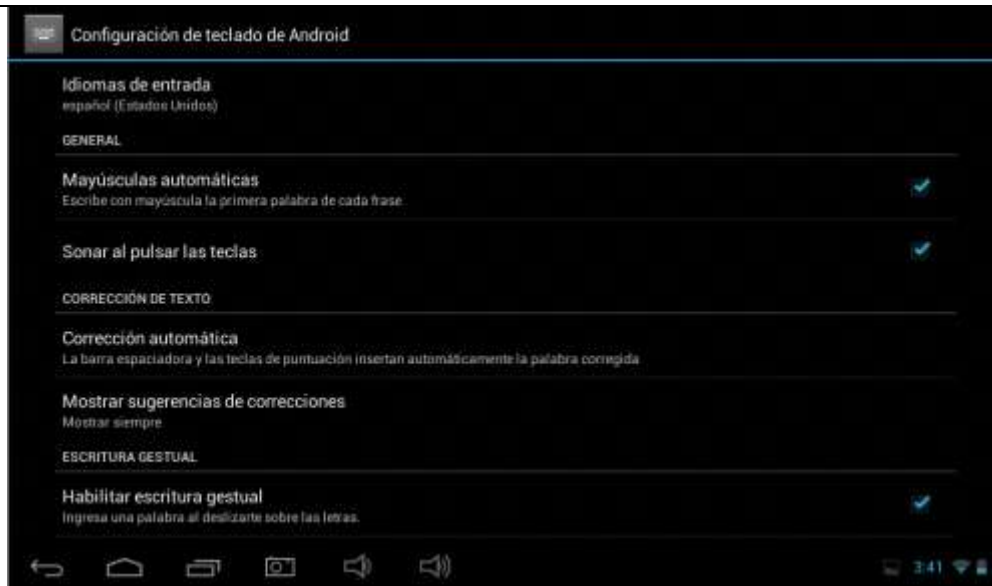 Configuración de teclado de Android
Idiomas de entrada
español (Estados Unidos)
GENERAL
Mayúsculas automáticas
Escribe con mayúscula la primera palabra de cada frase
Sonar al pulsar las teclas
CORRECCIÓN DE TEXTO
Corrección automática
La barra espaciadora y las teclas de puntuación insertan automáticamente la palabra corregida
Mostrar sugerencias de correcciones
Mostrar siempre
ESCRITURA GESTUAL
Habilitar escritura gestual
Ingresa una palabra al deslizarte sobre las letras.
3:41